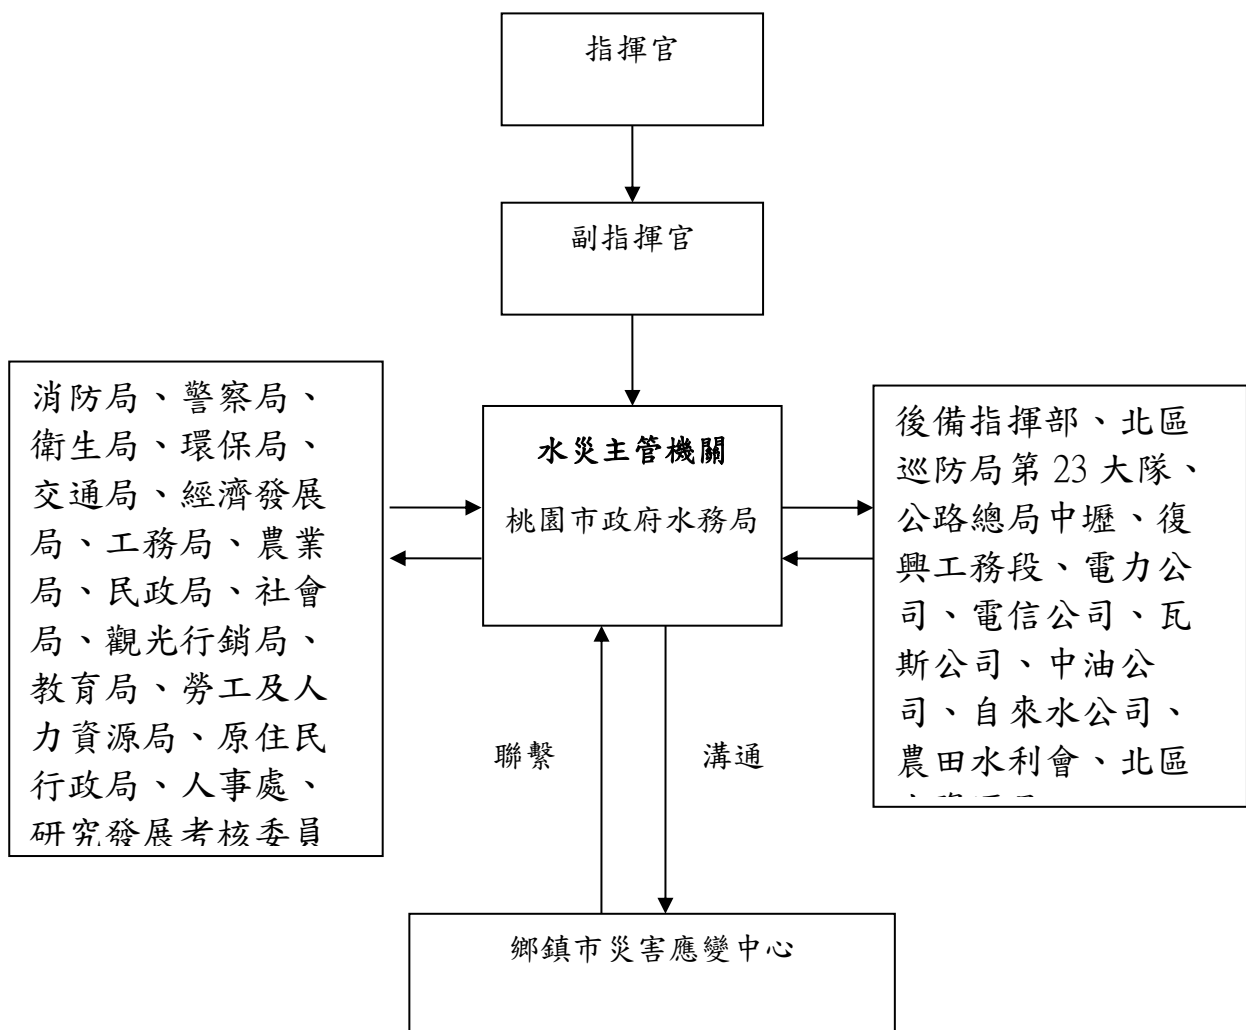 指揮官
副指揮官
消防局、警察局、
衛生局、環保局、
交通局、經濟發展
局、工務局、農業
局、民政局、社會
局、觀光行銷局、
教育局、勞工及人
力資源局、原住民
行政局、人事處、
研究發展考核委員
水災主管機關
桃園市政府水務局
後備指揮部、北區
巡防局第 23 大隊、
公路總局中壢、復
興工務段、電力公
司、電信公司、瓦
斯公司、中油公
司、自來水公司、
農田水利會、北區
聯繫
溝通
鄉鎮市災害應變中心